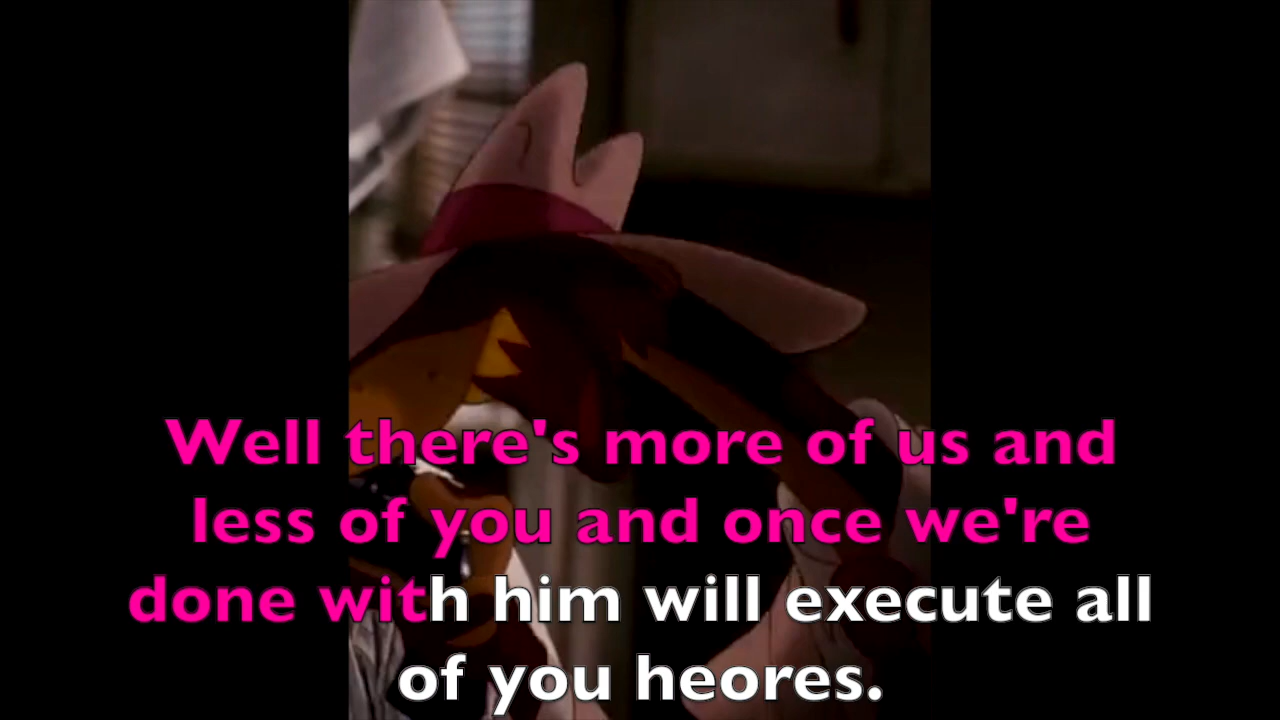 Well there's more of us and
less of you and once we're
done with him will execute all
of you heores.